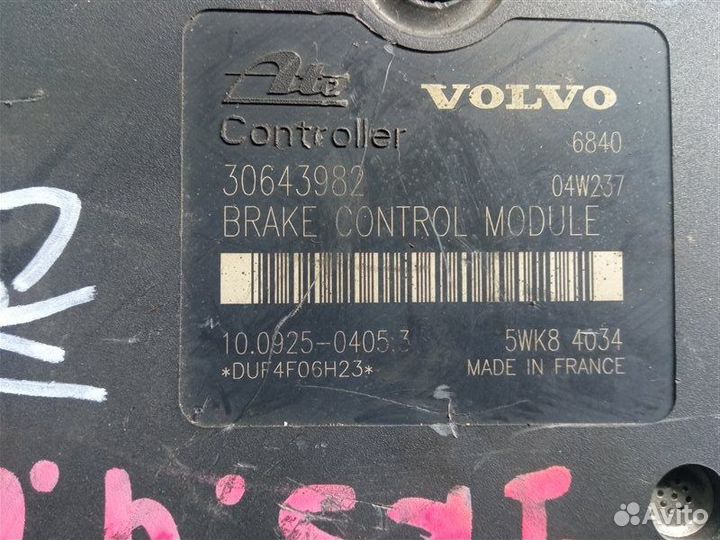 Ate VOLVO
Controller 6840
30643982 04W237
BRAKE CONTROL MODULE
10.0925-0405.3 5WK8 4034
*DUF4F06H23* MADE IN FRANCE
Avito